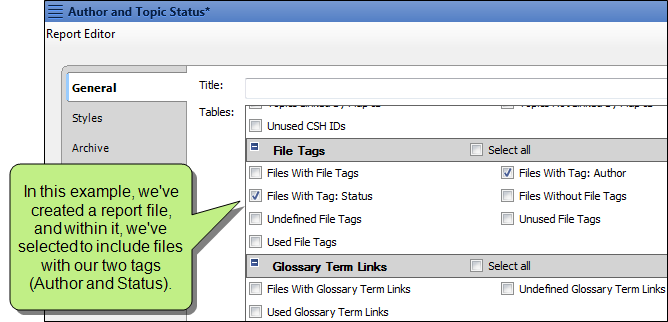 Author and Topic Status*
Report Editor
General
Title:
Styles
Tables:
Unused CSH IDs
Archive
File Tags
Select all
Files With File Tags
Files With Tag: Author
Files With Tag: Status
Files Without File Tags
Undefined File Tags
Unused File Tags
Used File Tags
Glossary Term Links
Select all
Files With Glossary Term Links
Undefined Glossary Term Links
Used Glossary Term Links
In this example, we've
created a report file,
and within it, we've
selected to include files
with our two tags
(Author and Status).